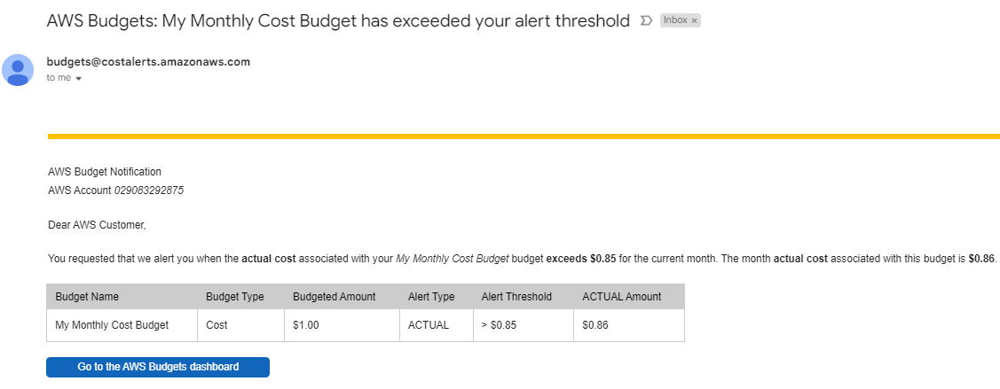 AWS Budgets: My Monthly Cost Budget has exceeded your alert threshold Inbox ×
budgets@costalerts.amazonaws.com
to me
AWS Budget Notification
AWS Account 029083292875
Dear AWS Customer,
You requested that we alert you when the actual cost associated with your My Monthly Cost Budget budget exceeds $0.85 for the current month. The month actual cost associated with this budget is $0.86.
Budget Name Budget Type Budgeted Amount Alert Type Alert Threshold ACTUAL Amount
My Monthly Cost Budget Cost $1.00 ACTUAL > $0.85 $0.86
Go to the AWS Budgets dashboard